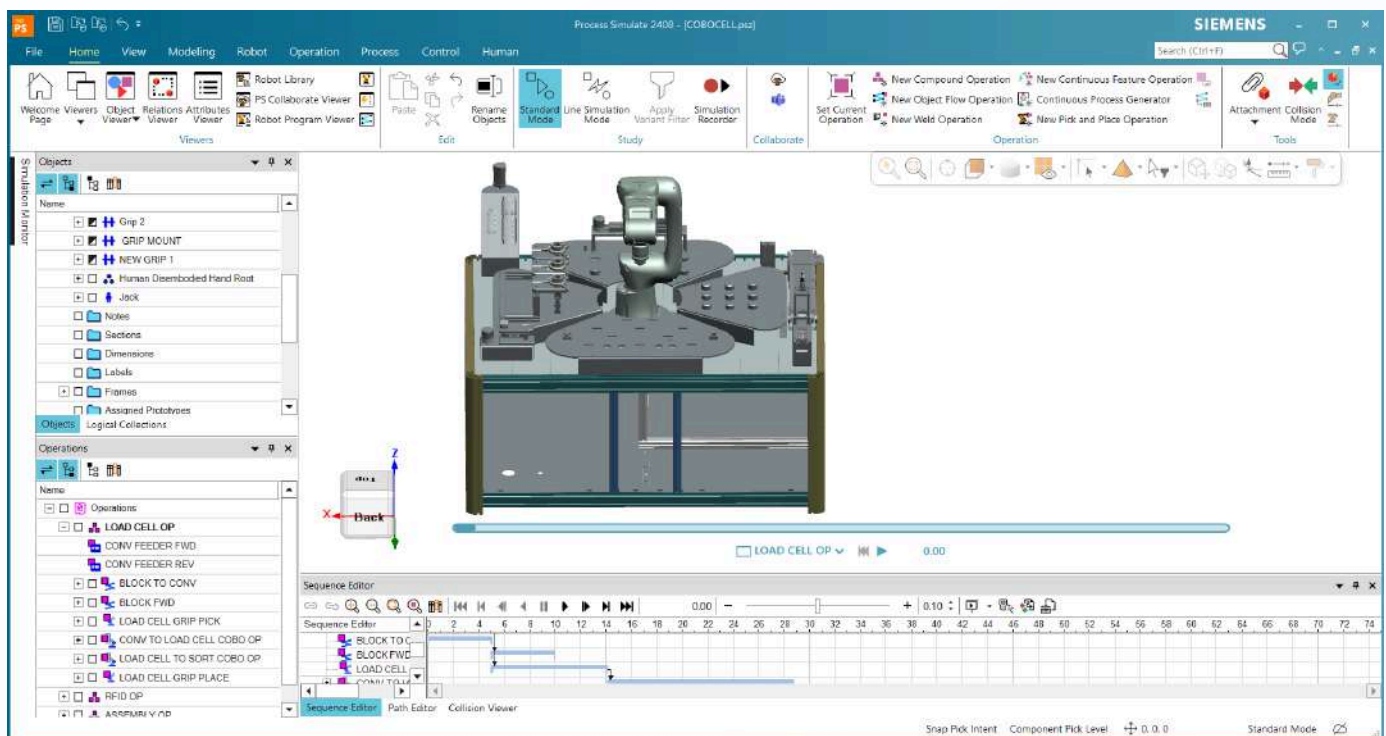 PS
Process Simulate 2408 - [COBOCELL.psz]
SIEMENS
File Home View Modeling Robot Operation Process Control Human
Search (Ctrl+F)
Welcome Page
Viewers
Object Viewer
Relations Viewer
Attributes Viewer
Robot Library
PS Collaborate Viewer
Robot Program Viewer
Viewers
Paste
Rename Objects
Edit
Standard Mode
Line Simulation Mode
Apply Variant Filter
Simulation Recorder
Study
Collaborate
Set Current Operation
New Compound Operation
New Object Flow Operation
New Weld Operation
New Continuous Feature Operation
Continuous Process Generator
New Pick and Place Operation
Operation
Attachment
Collision Mode
Tools
Simulation Monitor
Objects
Name
Grip 2
GRIP MOUNT
NEW GRIP 1
Human Disembodied Hand Root
Jack
Notes
Sections
Dimensions
Labels
Frames
Assigned Prototypes
Objects Logical Collections
Operations
Name
Operations
LOAD CELL OP
CONV FEEDER FWD
CONV FEEDER REV
BLOCK TO CONV
BLOCK FWD
LOAD CELL GRIP PICK
CONV TO LOAD CELL COBO OP
LOAD CELL TO SORT COBO OP
LOAD CELL GRIP PLACE
RFID OP
ASSEMBLY OP
Top
Back
X
Z
LOAD CELL OP 0.00
Sequence Editor
0.00 0.10
Sequence Editor 0 2 4 6 8 10 12 14 16 18 20 22 24 26 28 30 32 34 36 38 40 42 44 46 48 50 52 54 56 58 60 62 64 66 68 70 72 74
BLOCK TO C
BLOCK FWD
LOAD CELL
CONV TO L
Sequence Editor Path Editor Collision Viewer
Snap Pick Intent Component Pick Level 0, 0, 0 Standard Mode